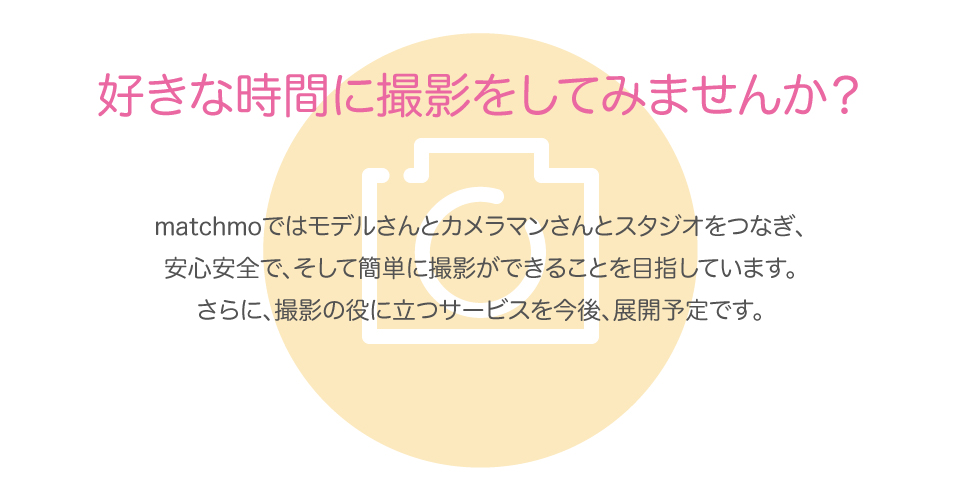 好きな時間に撮影をしてみませんか？
matchmoではモデルさんとカメラマンさんとスタジオをつなぎ、
安心安全で、そして簡単に撮影ができることを目指しています。
さらに、撮影の役に立つサービスを今後、展開予定です。